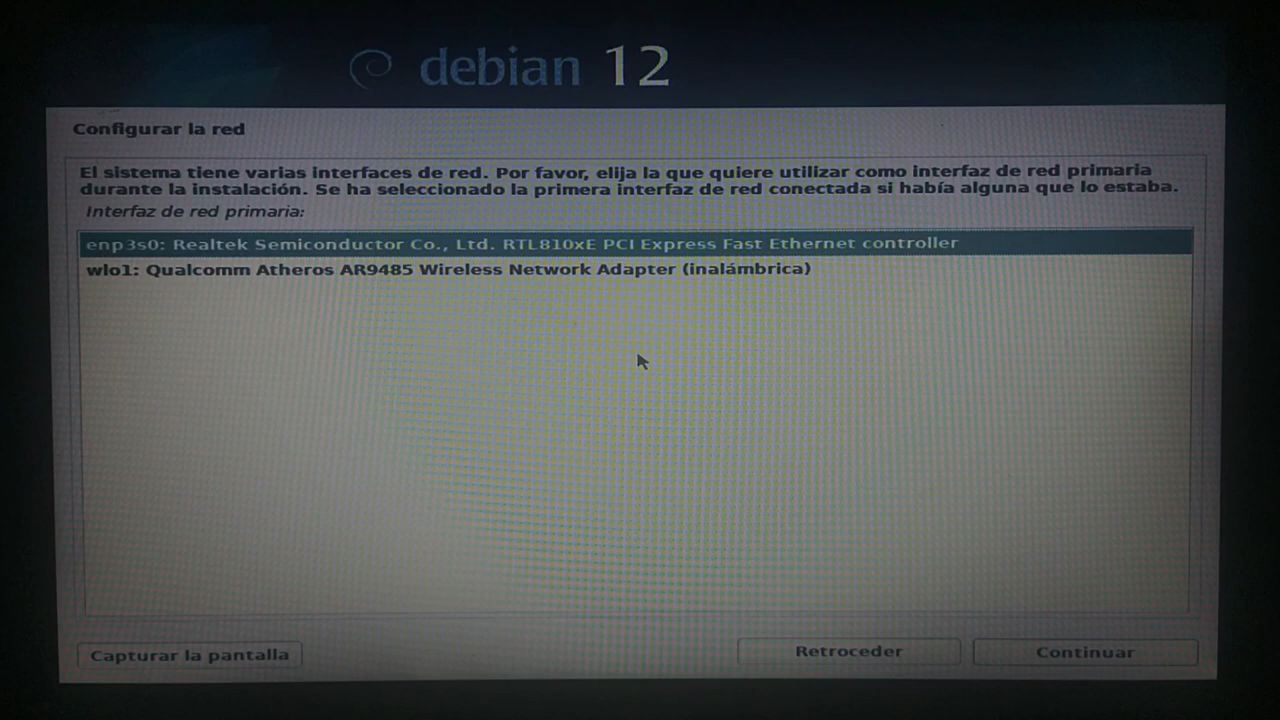 debian 12
Configurar la red
El sistema tiene varias interfaces de red. Por favor, elija la que quiere utilizar como interfaz de red primaria
durante la instalación. Se ha seleccionado la primera interfaz de red conectada si había alguna que lo estaba.
Interfaz de red primaria:
enp3s0: Realtek Semiconductor Co., Ltd. RTL810xE PCI Express Fast Ethernet controller
wlo1: Qualcomm Atheros AR9485 Wireless Network Adapter (inalámbrica)
Capturar la pantalla
Retroceder
Continuar